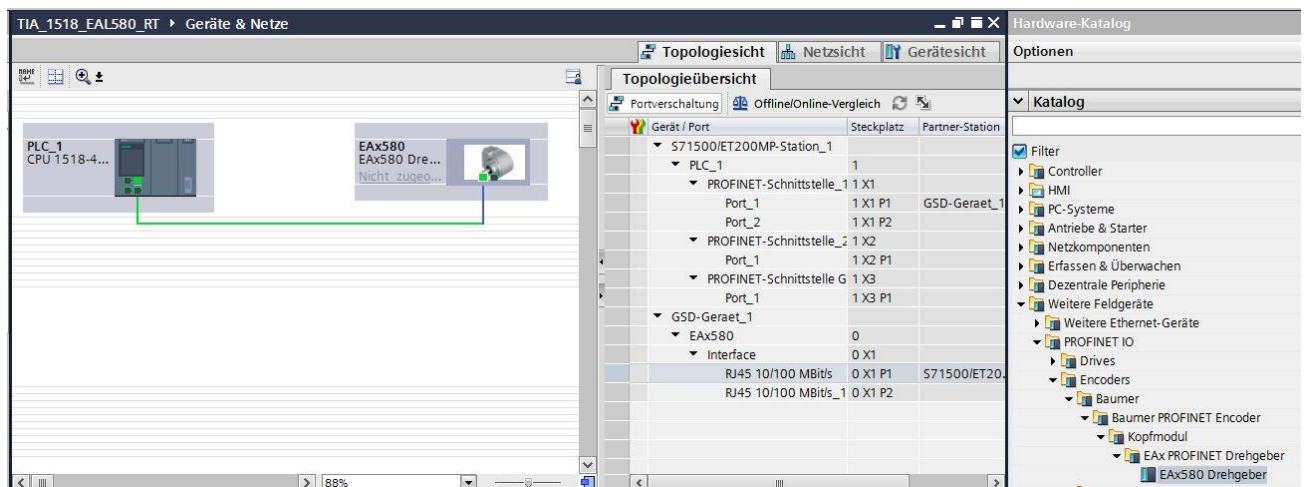 TIA_1518_EAL580_RT ▸ Geräte & Netze
Topologiesicht Netzsicht Gerätesicht
PLC_1
CPU 1518-4...
EAx580
EAx580 Dre...
Nicht zugeo...
88%
Topologieübersicht
Portverschaltung Offline/Online-Vergleich
Gerät / Port Steckplatz Partner-Station
S71500/ET200MP-Station_1
PLC_1 1
PROFINET-Schnittstelle_1 1 X1
Port_1 1 X1 P1 GSD-Geraet_1
Port_2 1 X1 P2
PROFINET-Schnittstelle_2 1 X2
Port_1 1 X2 P1
PROFINET-Schnittstelle G 1 X3
Port_1 1 X3 P1
GSD-Geraet_1
EAx580 0
Interface 0 X1
RJ45 10/100 MBit/s 0 X1 P1 S71500/ET20.
RJ45 10/100 MBit/s_1 0 X1 P2
Hardware-Katalog
Optionen
Katalog
Filter
Controller
HMI
PC-Systeme
Antriebe & Starter
Netzkomponenten
Erfassen & Überwachen
Dezentrale Peripherie
Weitere Feldgeräte
Weitere Ethernet-Geräte
PROFINET IO
Drives
Encoders
Baumer
Baumer PROFINET Encoder
Kopfmodul
EAx PROFINET Drehgeber
EAx580 Drehgeber